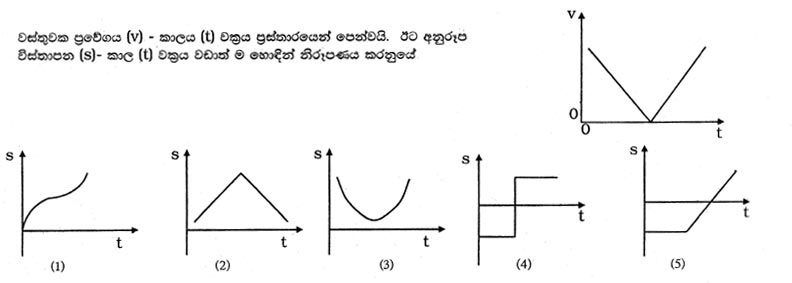 වස්තුවක ප්‍රවේගය (v) - කාලය (t) වක්‍රය ප්‍රස්තාරයෙන් පෙන්වයි. ඊට අනුරූප
විස්තාපන (s)- කාල (t) වක්‍රය වඩාත් ම හොඳින් නිරූපණය කරනුයේ
v
0
0
t
s
t
(1)
s
t
(2)
s
t
(3)
s
t
(4)
s
t
(5)